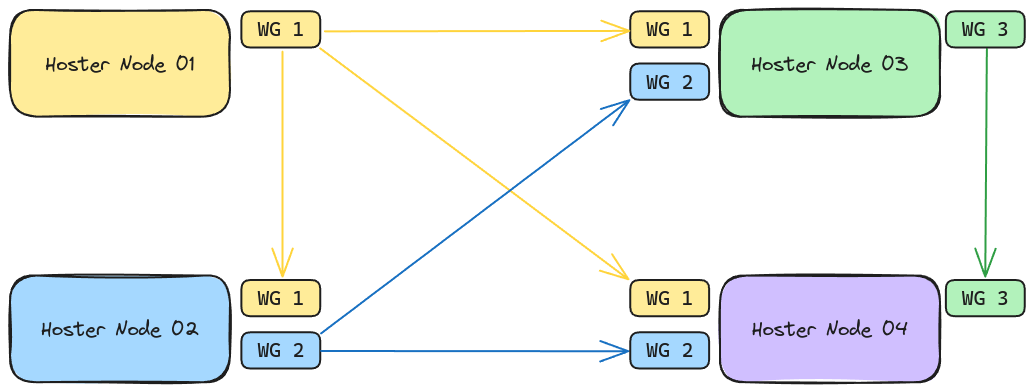 Hoster Node 01
WG 1
WG 1
WG 2
Hoster Node 03
WG 3
Hoster Node 02
WG 1
WG 2
WG 1
WG 2
Hoster Node 04
WG 3